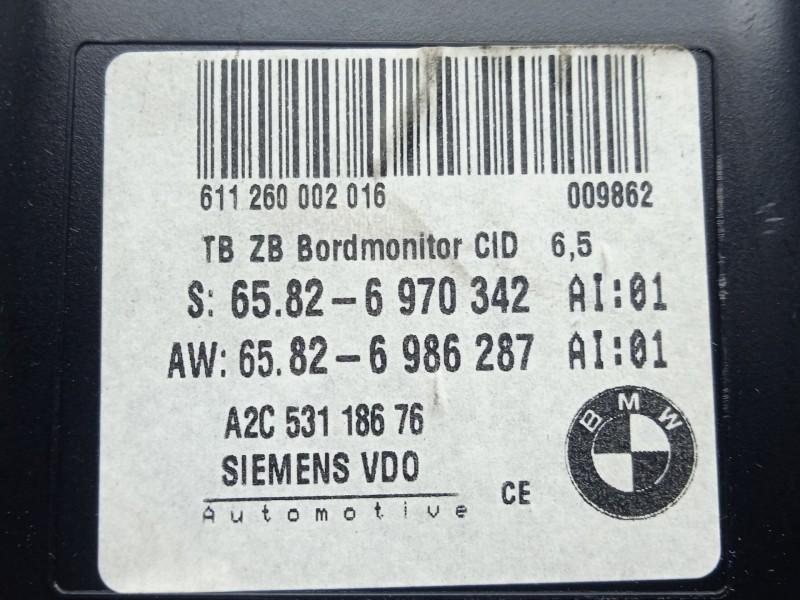 611 260 002 016 009862
TB ZB Bordmonitor CID 6,5
S: 65.82-6 970 342 AI:01
AW: 65.82-6 986 287 AI:01
A2C 531 186 76
SIEMENS VDO
Automotive
CE
BMW